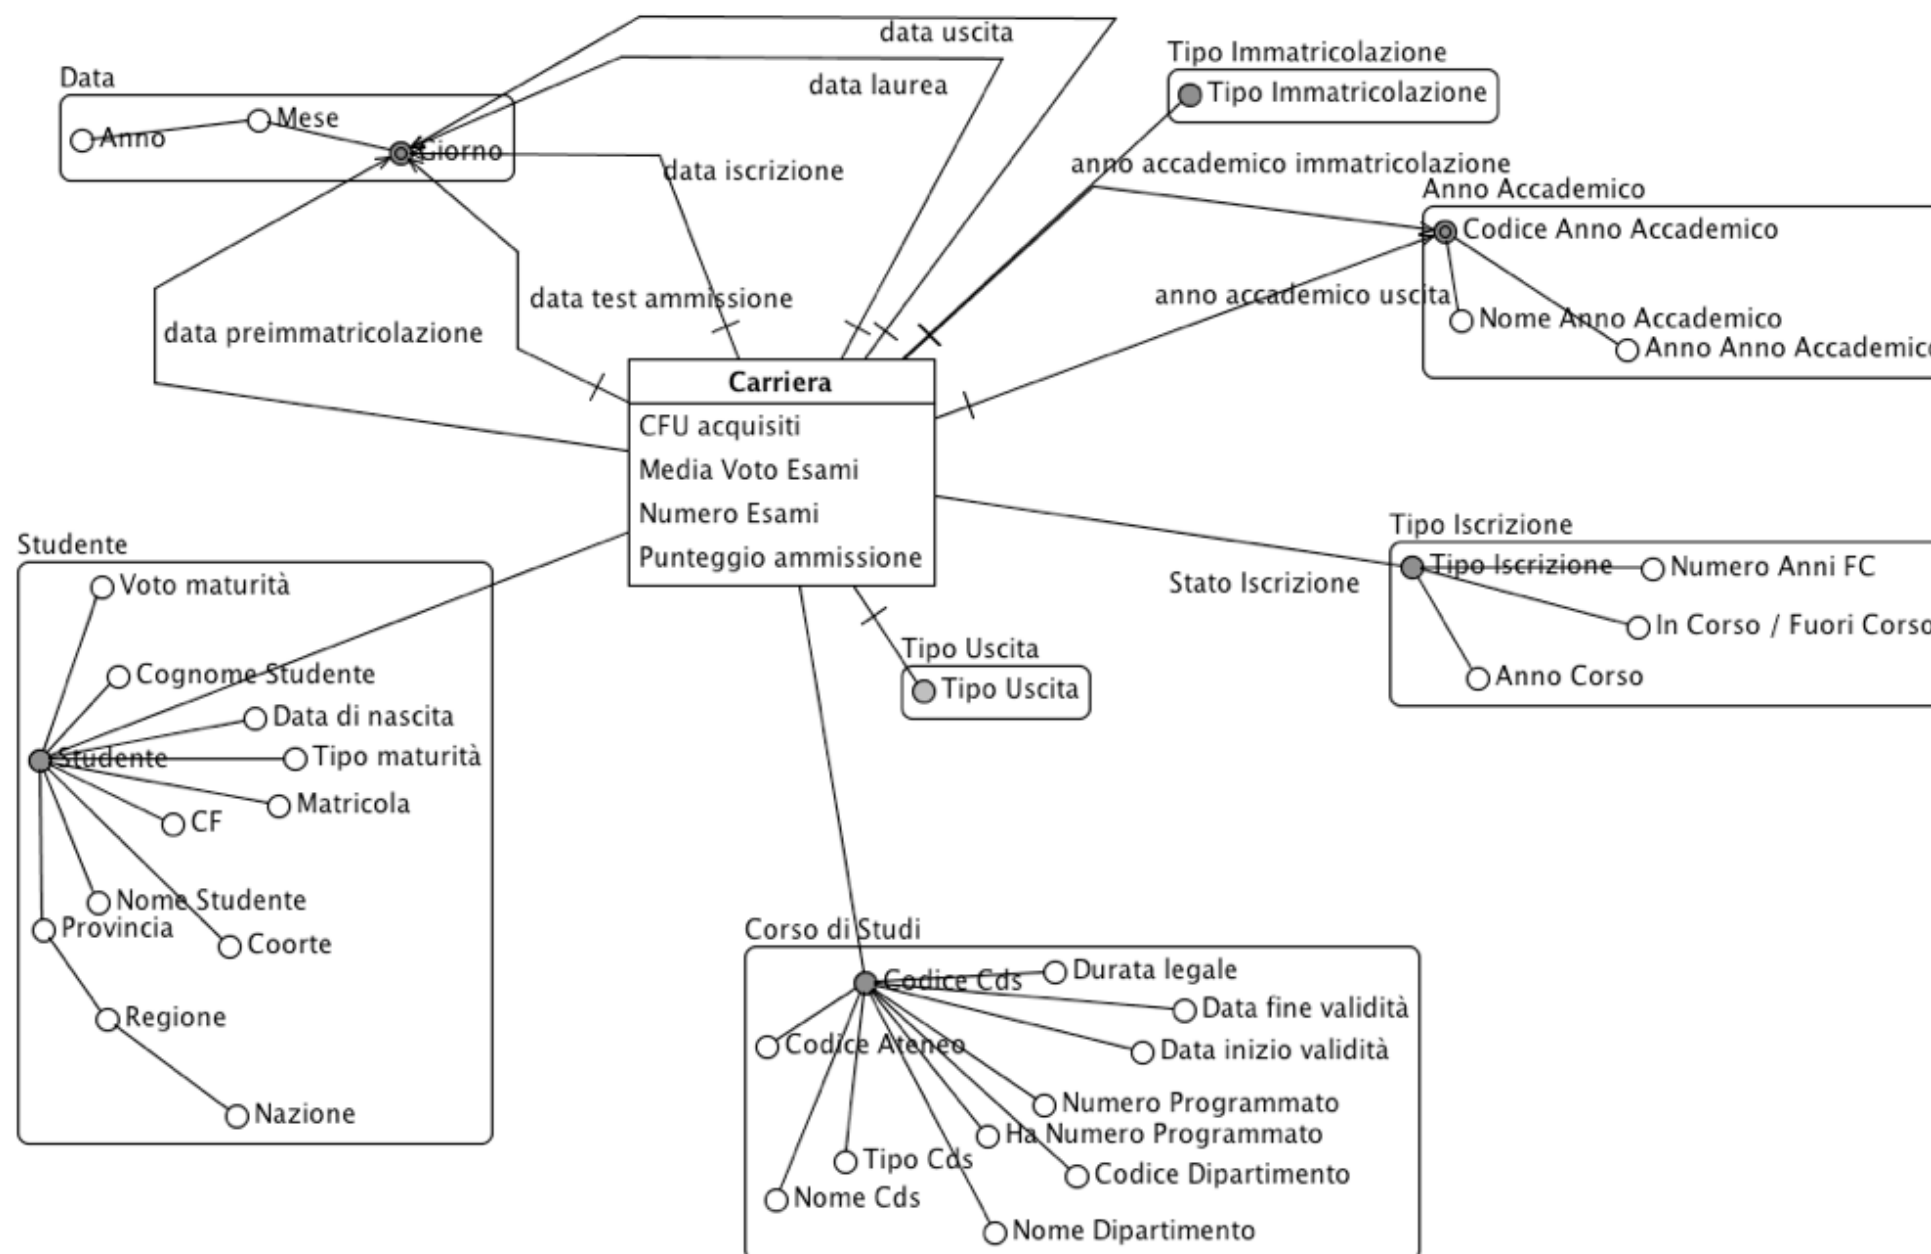 data uscita
Tipo Immatricolazione
Data
data laurea
Tipo Immatricolazione
Mese
Anno
Giorno
data iscrizione
anno accademico immatricolazione
Anno Accademico
Codice Anno Accademico
data test ammissione
anno accademico uscita
data preimmatricolazione
Nome Anno Accademico
Anno Anno Accademico
Carriera
CFU acquisiti
Media Voto Esami
Numero Esami
Punteggio ammissione
Tipo Iscrizione
Tipo Iscrizione
Numero Anni FC
Stato Iscrizione
In Corso / Fuori Corso
Anno Corso
Studente
Voto maturità
Cognome Studente
Data di nascita
Studente
Tipo maturità
Matricola
CF
Nome Studente
Provincia
Coorte
Regione
Nazione
Tipo Uscita
Tipo Uscita
Corso di Studi
Codice Cds
Durata legale
Data fine validità
Codice Ateneo
Data inizio validità
Numero Programmato
Ha Numero Programmato
Tipo Cds
Codice Dipartimento
Nome Cds
Nome Dipartimento